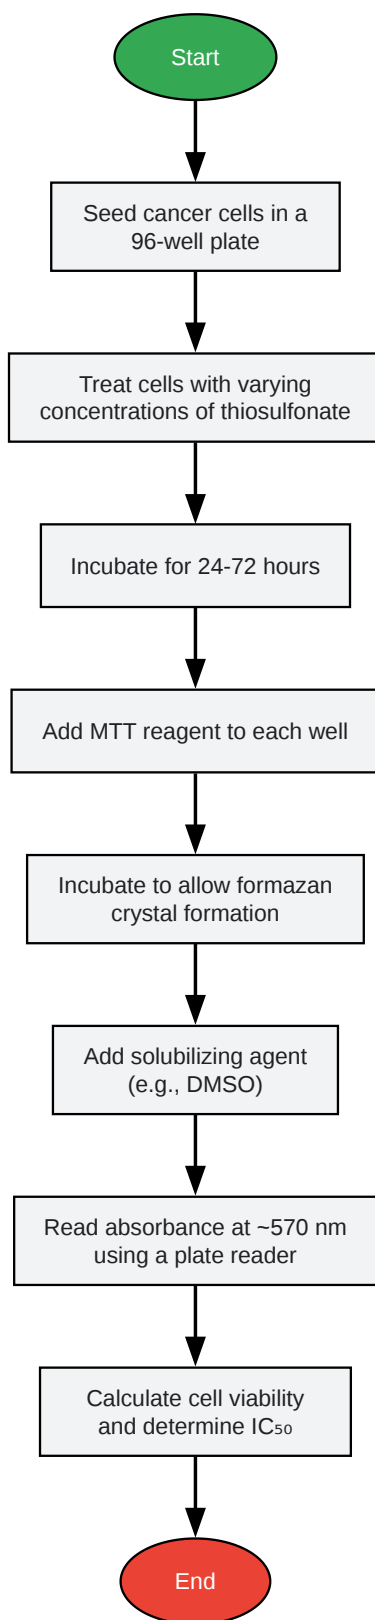 Start
Seed cancer cells in a
96-well plate
Treat cells with varying
concentrations of thiosulfonate
Incubate for 24-72 hours
Add MTT reagent to each well
Incubate to allow formazan
crystal formation
Add solubilizing agent
(e.g., DMSO)
Read absorbance at ~570 nm
using a plate reader
Calculate cell viability
and determine IC₅₀
End